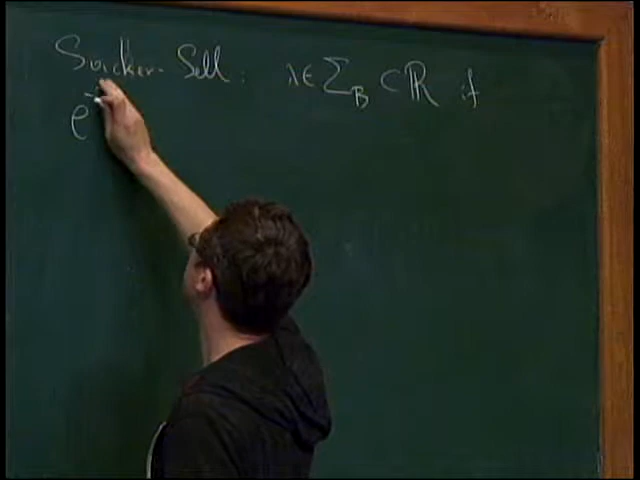 Sacker-Sell: λ∈Σ_B ⊂ ℝ if
e^-